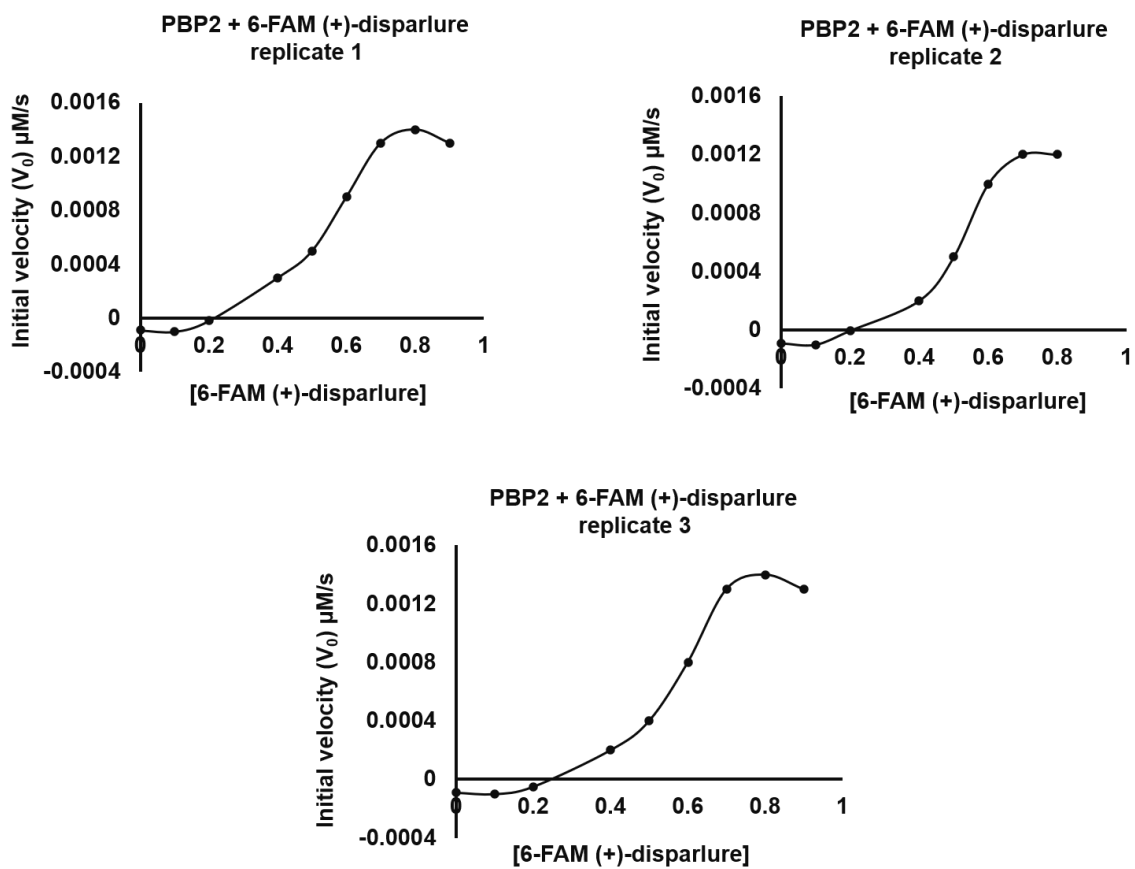 PBP2 + 6-FAM (+)-disparlure
replicate 1
Initial velocity (V₀) µM/s
0.0016
0.0012
0.0008
0.0004
0
-0.0004
0 0.2 0.4 0.6 0.8 1
[6-FAM (+)-disparlure]
PBP2 + 6-FAM (+)-disparlure
replicate 2
Initial velocity (V₀) µM/s
0.0016
0.0012
0.0008
0.0004
0
-0.0004
0 0.2 0.4 0.6 0.8 1
[6-FAM (+)-disparlure]
PBP2 + 6-FAM (+)-disparlure
replicate 3
Initial velocity (V₀) µM/s
0.0016
0.0012
0.0008
0.0004
0
-0.0004
0 0.2 0.4 0.6 0.8 1
[6-FAM (+)-disparlure]